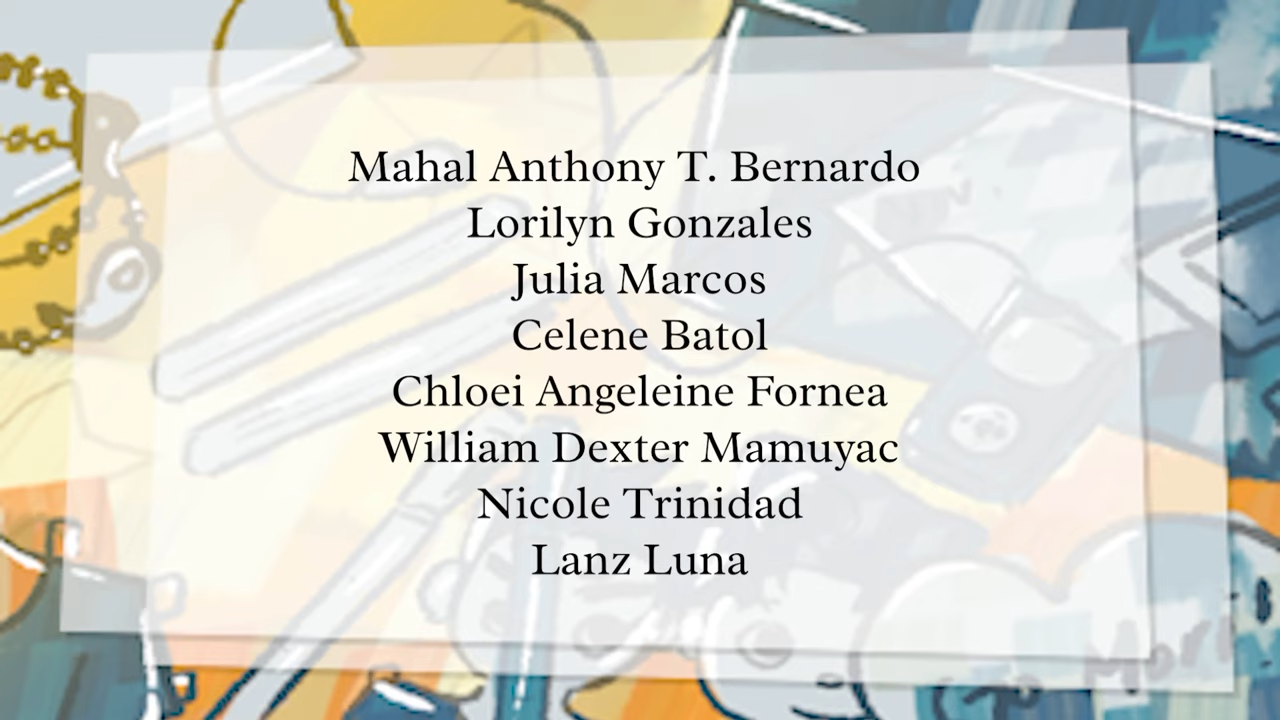 Mahal Anthony T. Bernardo
Lorilyn Gonzales
Julia Marcos
Celene Batol
Chloei Angeleine Fornea
William Dexter Mamuyac
Nicole Trinidad
Lanz Luna